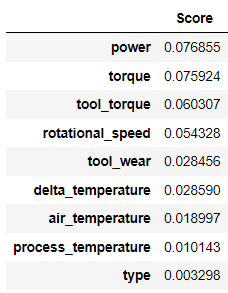 Score
power 0.076855
torque 0.075924
tool_torque 0.060307
rotational_speed 0.054328
tool_wear 0.028456
delta_temperature 0.028590
air_temperature 0.018997
process_temperature 0.010143
type 0.003298